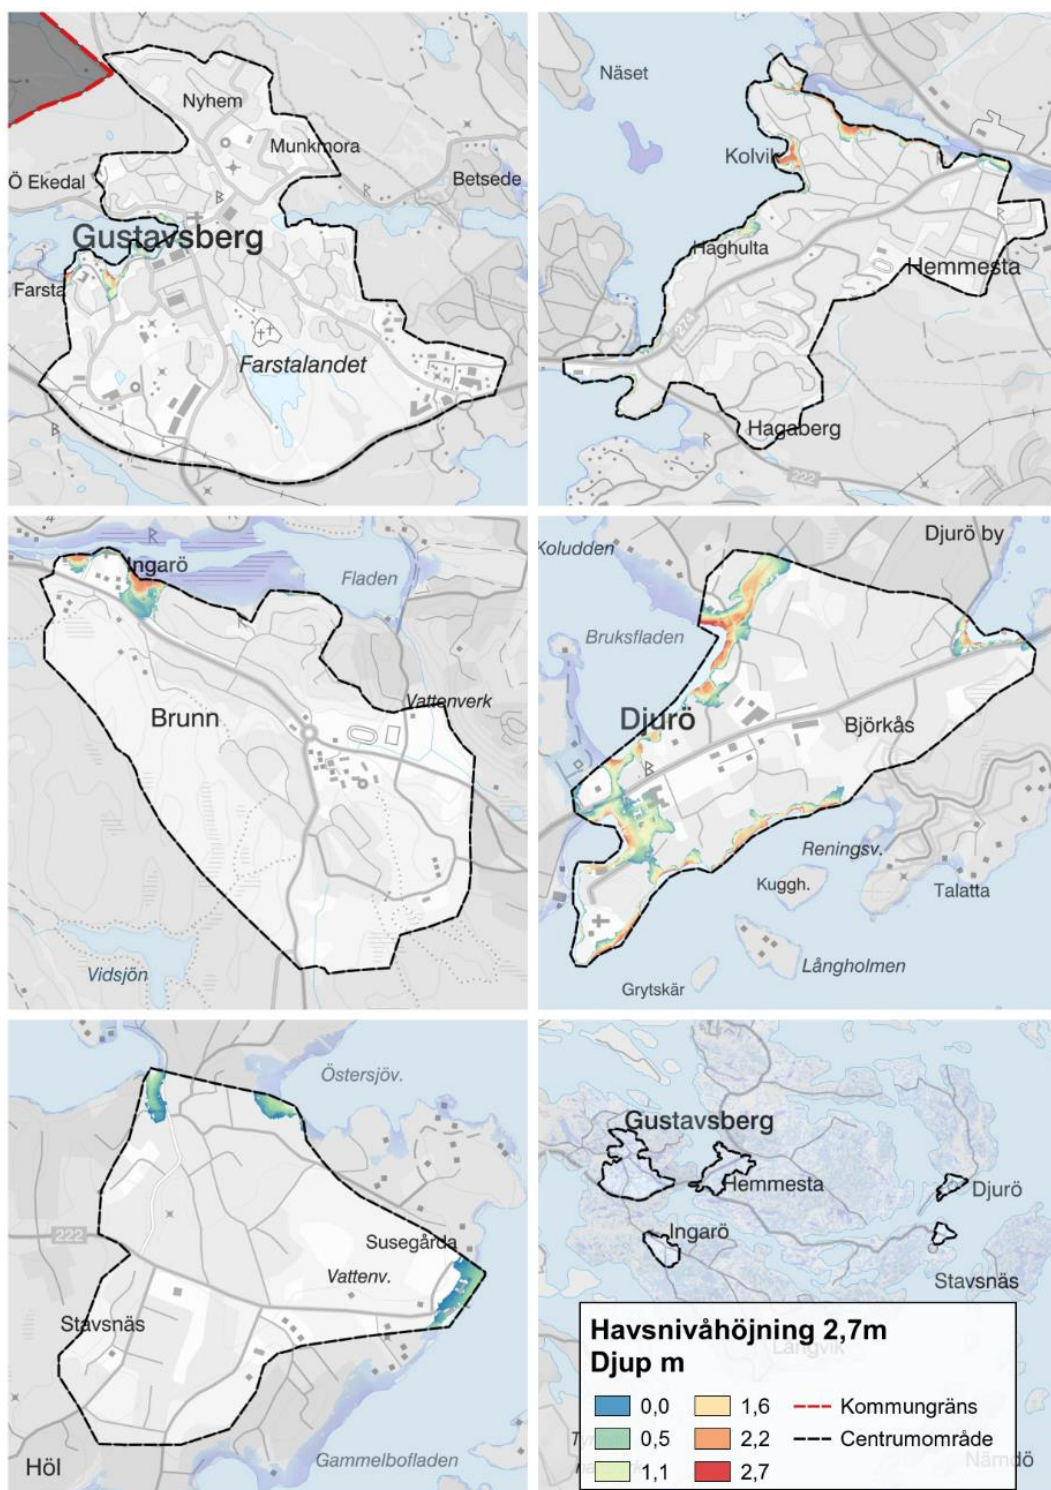 Nyhem
Munkmora
Ö Ekedal
Betsede
Gustavsberg
Farsta
Farstalandet
B
B
R
Näset
Kolvik
Haghulta
Hemmesta
274
Hagaberg
222
R
R
Ingarö
Fladen
Brunn
Vattenverk
Vidsjön
R
R
Koludden
Djurö by
Bruksfladen
Djurö
Björkås
B
Reningsv.
Kuggh.
Talatta
Långholmen
Grytskär
Östersjöv.
222
Susegårda
Vattenv.
Stavsnäs
Höl
Gammelbofladen
Gustavsberg
Hemmesta
Djurö
Ingarö
Stavsnäs
Långvik
Nämdö
Havsnivåhöjning 2,7m
Djup m
0,0 1,6 Kommungräns
0,5 2,2 Centrumområde
1,1 2,7